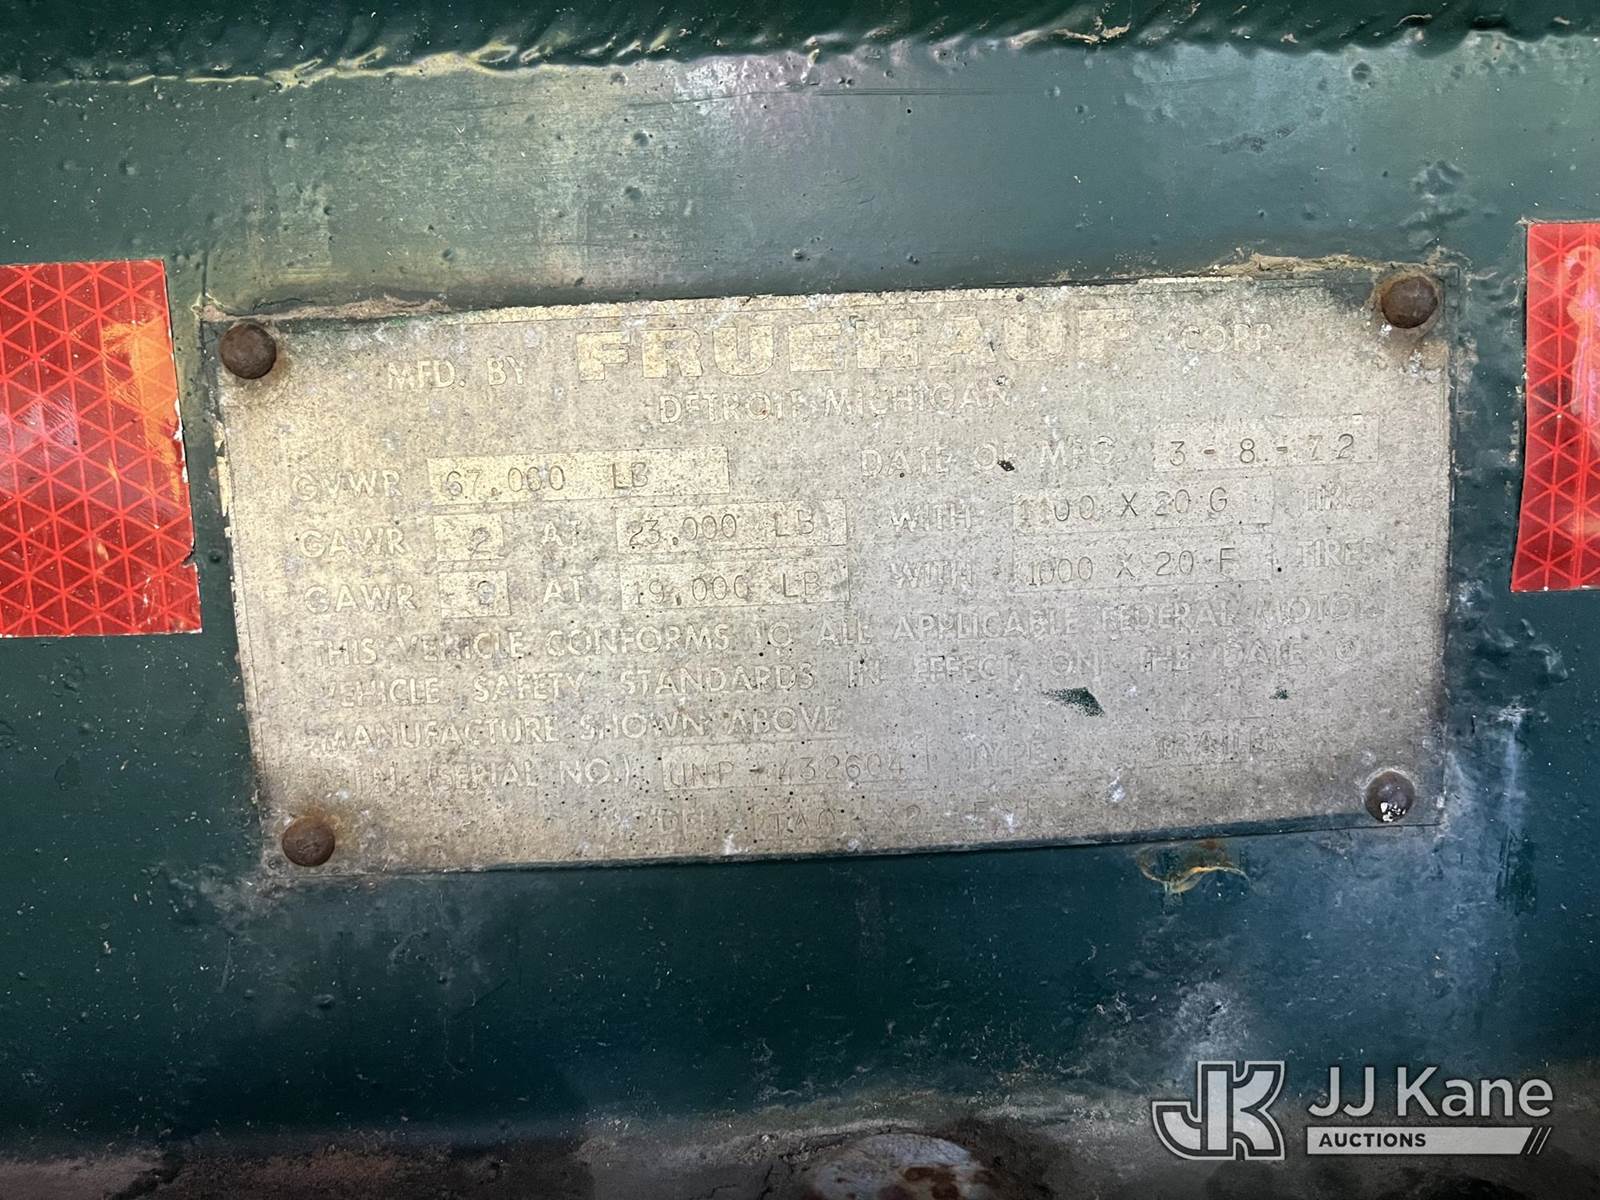 MFD. BY FRUEHAUF CORP.
DETROIT, MICHIGAN
GVWR 67,000 LB DATE OF MFG. 3-8-72
GAWR 2 AT 23,000 LB WITH 1100 X 20 G TIRES
GAWR AT 19,000 LB WITH 1000 X 20 F TIRES
THIS VEHICLE CONFORMS TO ALL APPLICABLE FEDERAL MOTOR
VEHICLE SAFETY STANDARDS IN EFFECT ON THE DATE OF
MANUFACTURE SHOWN ABOVE
(SERIAL NO.) UNP-432604 TYPE TRAILER
JK JJ Kane
AUCTIONS